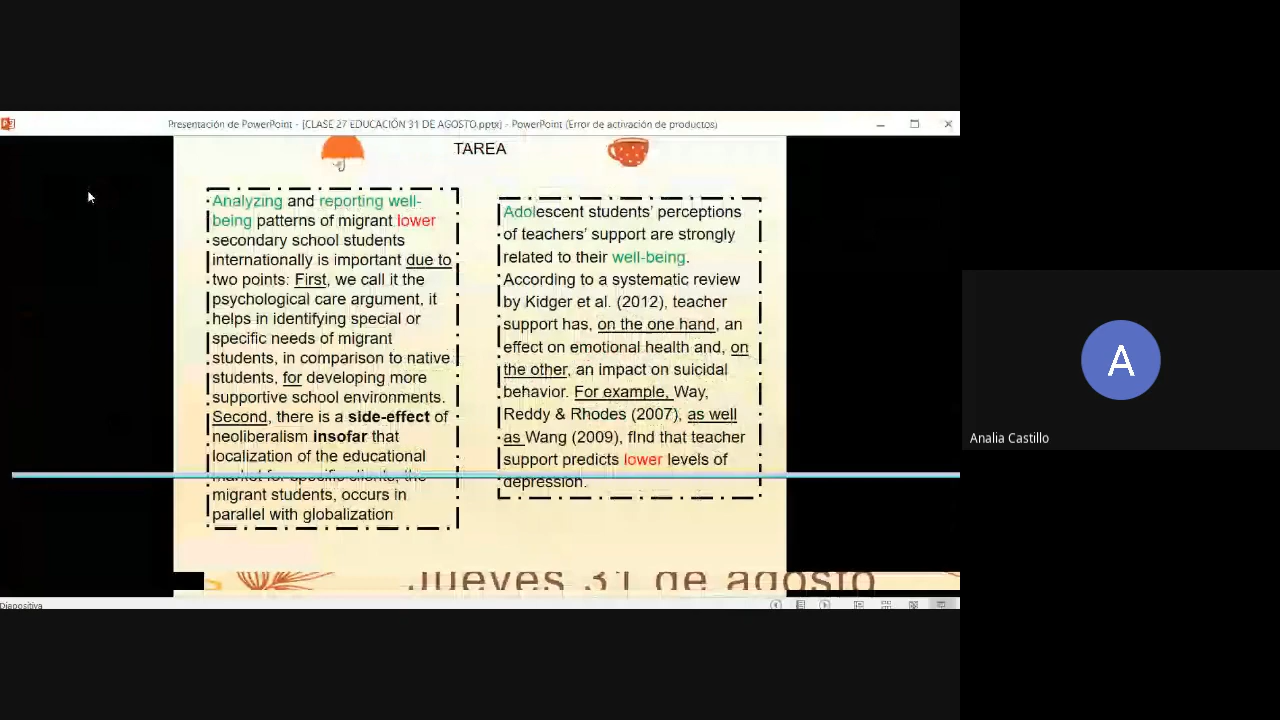 Presentación de PowerPoint - [CLASE 27 EDUCACIÓN 31 DE AGOSTO.pptx] - PowerPoint (Error de activación de productos)
TAREA
Analyzing and reporting well-
being patterns of migrant lower
secondary school students
internationally is important due to
two points: First, we call it the
psychological care argument, it
helps in identifying special or
specific needs of migrant
students, in comparison to native
students, for developing more
supportive school environments.
Second, there is a side-effect of
neoliberalism insofar that
localization of the educational
market for specific clients, the
migrant students, occurs in
parallel with globalization
Adolescent students’ perceptions
of teachers’ support are strongly
related to their well-being.
According to a systematic review
by Kidger et al. (2012), teacher
support has, on the one hand, an
effect on emotional health and, on
the other, an impact on suicidal
behavior. For example, Way,
Reddy & Rhodes (2007), as well
as Wang (2009), fInd that teacher
support predicts lower levels of
depression.
Jueves 31 de agosto
Diapositiva
A
Analia Castillo